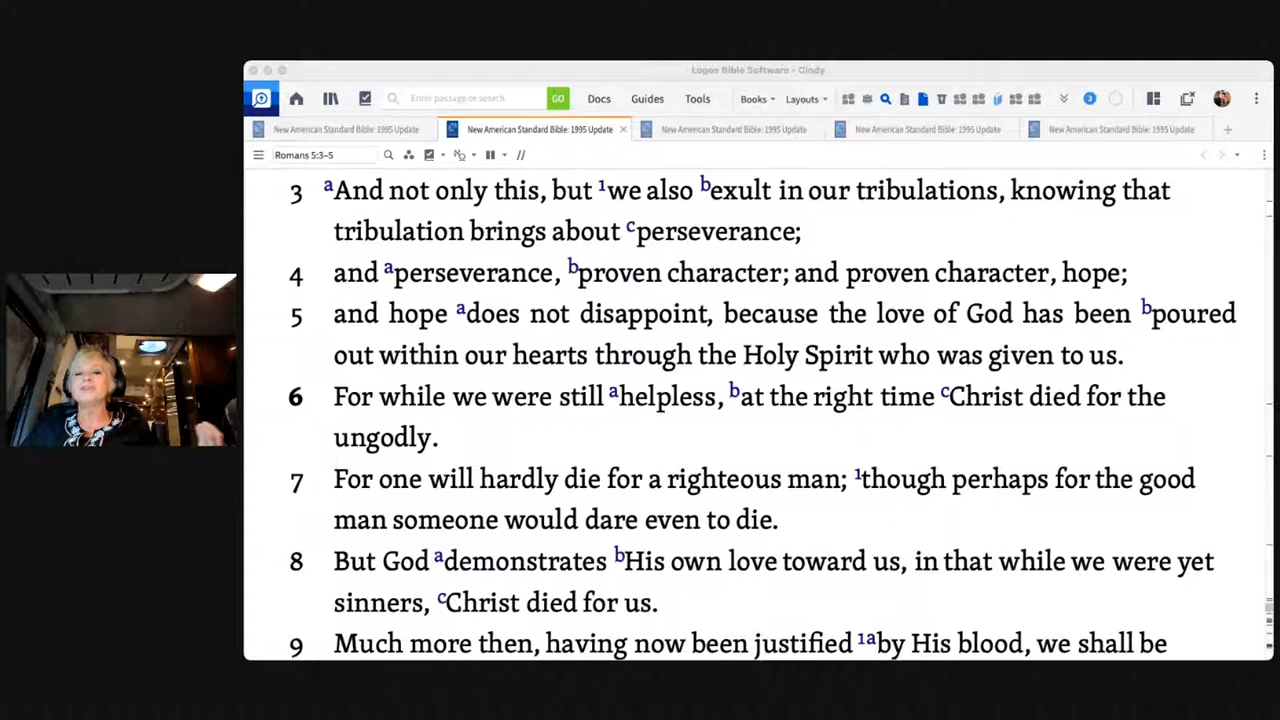 Logos Bible Software - Cindy
Enter passage or search GO Docs Guides Tools Books Layouts
New American Standard Bible: 1995 Update New American Standard Bible: 1995 Update New American Standard Bible: 1995 Update New American Standard Bible: 1995 Update New American Standard Bible: 1995 Update
Romans 5:3–5
3 aAnd not only this, but 1we also bexult in our tribulations, knowing that
tribulation brings about cperseverance;
4 and aperseverance, bproven character; and proven character, hope;
5 and hope adoes not disappoint, because the love of God has been bpoured
out within our hearts through the Holy Spirit who was given to us.
6 For while we were still ahelpless, bat the right time cChrist died for the
ungodly.
7 For one will hardly die for a righteous man; 1though perhaps for the good
man someone would dare even to die.
8 But God ademonstrates bHis own love toward us, in that while we were yet
sinners, cChrist died for us.
9 Much more then, having now been justified 1aby His blood, we shall be